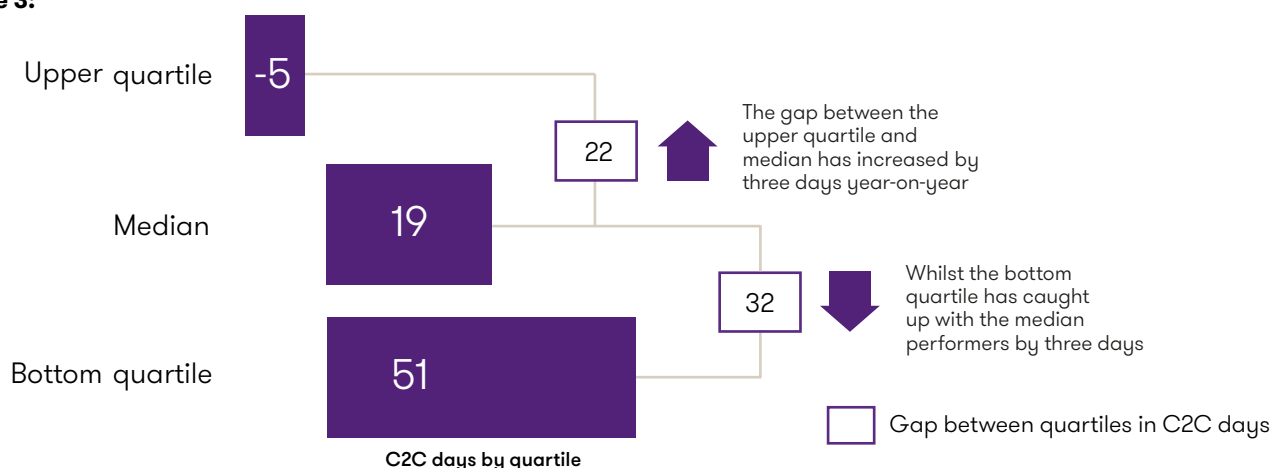 e 3:
Upper quartile
-5
22
The gap between the
upper quartile and
median has increased by
three days year-on-year
Median
19
32
Whilst the bottom
quartile has caught
up with the median
performers by three days
Bottom quartile
51
Gap between quartiles in C2C days
C2C days by quartile